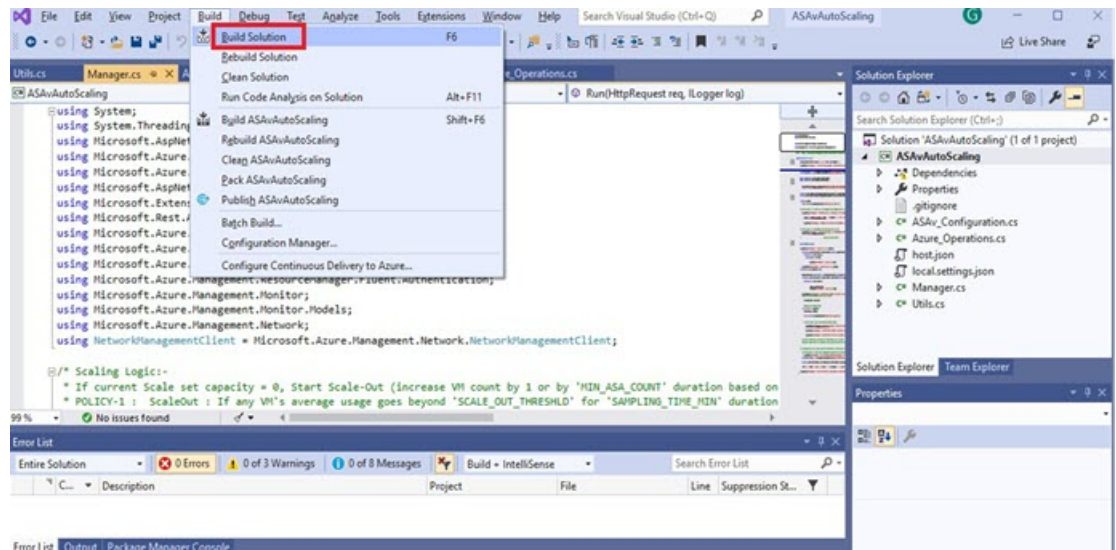 File Edit View Project Build Debug Test Analyze Tools Extensions Window Help Search Visual Studio (Ctrl+Q) ASAvAutoScaling G
Live Share
Build Solution F6
Rebuild Solution
Clean Solution
Run Code Analysis on Solution Alt+F11
Build ASAvAutoScaling Shift+F6
Rebuild ASAvAutoScaling
Clean ASAvAutoScaling
Pack ASAvAutoScaling
Publish ASAvAutoScaling
Batch Build...
Configuration Manager...
Configure Continuous Delivery to Azure...
Utils.cs Manager.cs A e_Operations.cs
ASAvAutoScaling Run(HttpRequest req, ILogger log)
using System;
using System.Threading
using Microsoft.AspNet
using Microsoft.Azure.
using Microsoft.Azure.
using Microsoft.AspNet
using Microsoft.Extens
using Microsoft.Rest.A
using Microsoft.Azure.
using Microsoft.Azure.
using Microsoft.Azure.
using Microsoft.Azure.Management.ResourceManager.Fluent.Authentication;
using Microsoft.Azure.Management.Monitor;
using Microsoft.Azure.Management.Monitor.Models;
using Microsoft.Azure.Management.Network;
using NetworkManagementClient = Microsoft.Azure.Management.Network.NetworkManagementClient;
/* Scaling Logic:-
* If current Scale set capacity = 0, Start Scale-Out (increase VM count by 1 or by 'MIN_ASA_COUNT' duration based on
* POLICY-1 : ScaleOut : If any VM's average usage goes beyond 'SCALE_OUT_THRESHLD' for 'SAMPLING_TIME_MIN' duration
99 % No issues found
Solution Explorer
Search Solution Explorer (Ctrl+;)
Solution 'ASAvAutoScaling' (1 of 1 project)
ASAvAutoScaling
Dependencies
Properties
.gitignore
ASAv_Configuration.cs
Azure_Operations.cs
host.json
local.settings.json
Manager.cs
Utils.cs
Solution Explorer Team Explorer
Properties
Error List
Entire Solution 0 Errors 0 of 3 Warnings 0 of 8 Messages Build + IntelliSense Search Error List
C... Description Project File Line Suppression St...
Error List Output Package Manager Console